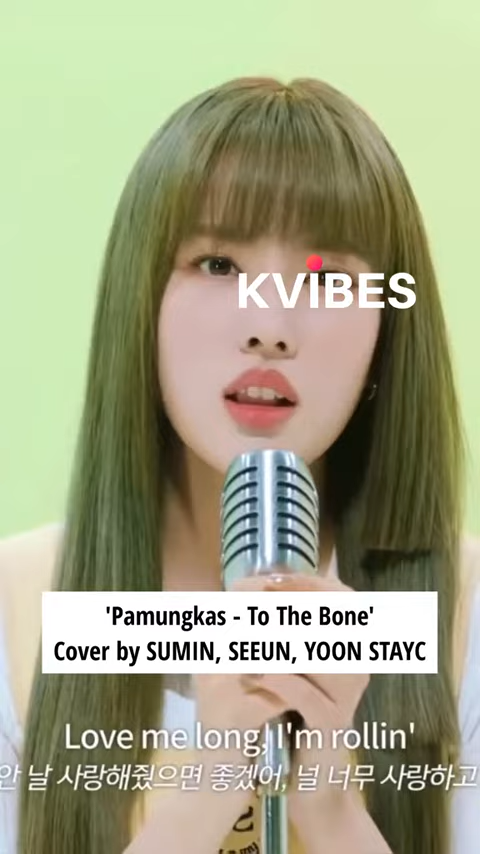 KVIBES
'Pamungkas - To The Bone'
Cover by SUMIN, SEEUN, YOON STAYC
Love me long, I'm rollin'
안 날 사랑해줬으면 좋겠어, 널 너무 사랑하고